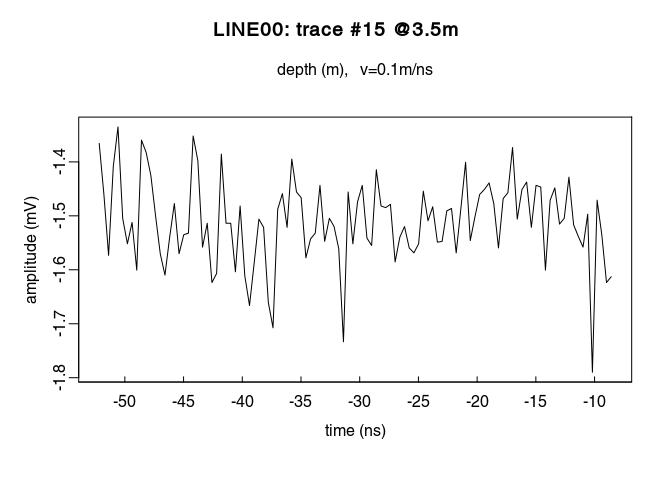 LINE00: trace #15 @3.5m
depth (m),   v=0.1m/ns
amplitude (mV)
-1.4
-1.5
-1.6
-1.7
-1.8
-50 -45 -40 -35 -30 -25 -20 -15 -10
time (ns)